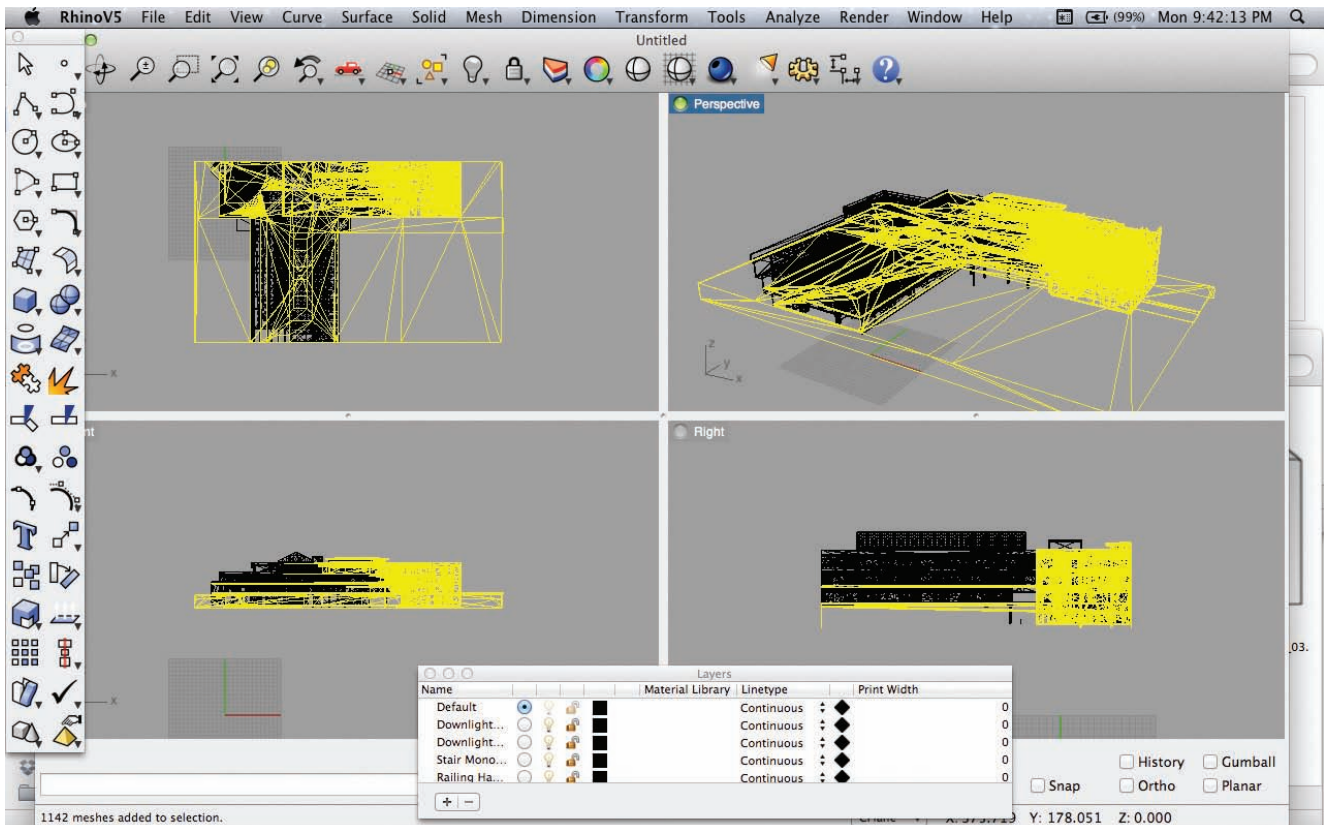 RhinoV5 File Edit View Curve Surface Solid Mesh Dimension Transform Tools Analyze Render Window Help (99%) Mon 9:42:13 PM
Untitled
Perspective
z
y
x
x
nt
Right
x
_03.
Layers
Name Material Library Linetype Print Width
Default Continuous 0
Downlight... Continuous 0
Downlight... Continuous 0
Stair Mono... Continuous 0
Railing Ha... Continuous 0
+ −
History Gumball
Snap Ortho Planar
1142 meshes added to selection.
Y: 178.051 Z: 0.000